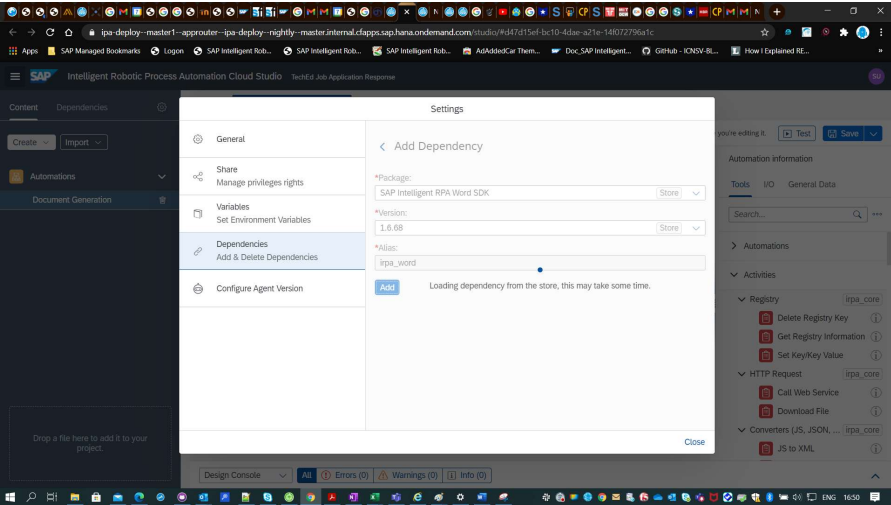 ipa-deploy--master1--approuter--ipa-deploy--nightly--master.internal.cfapps.sap.hana.ondemand.com/studio/#d47d15ef-bc10-4dae-a21e-14f072796a1c
Apps SAP Managed Bookmarks Logon SAP Intelligent Rob... SAP Intelligent Rob... SAP Intelligent Rob... AdAddedCar Them... Doc_SAP Intelligent... GitHub - ICNSV-BL... How I Explained RE...
SAP Intelligent Robotic Process Automation Cloud Studio TechEd Job Application Response SU
Content Dependencies
Create Import
Automations
Document Generation
Drop a file here to add it to your
project.
Settings
General
Share
Manage privileges rights
Variables
Set Environment Variables
Dependencies
Add & Delete Dependencies
Configure Agent Version
Add Dependency
*Package:
SAP Intelligent RPA Word SDK Store
*Version:
1.6.68 Store
*Alias:
irpa_word
Add Loading dependency from the store, this may take some time.
Close
you're editing it. Test Save
Automation information
Tools I/O General Data
Search...
Automations
Activities
Registry irpa_core
Delete Registry Key
Get Registry Information
Set Key/Key Value
HTTP Request irpa_core
Call Web Service
Download File
Converters (JS, JSON, ... irpa_core
JS to XML
Design Console All Errors (0) Warnings (0) Info (0)
ENG 16:50